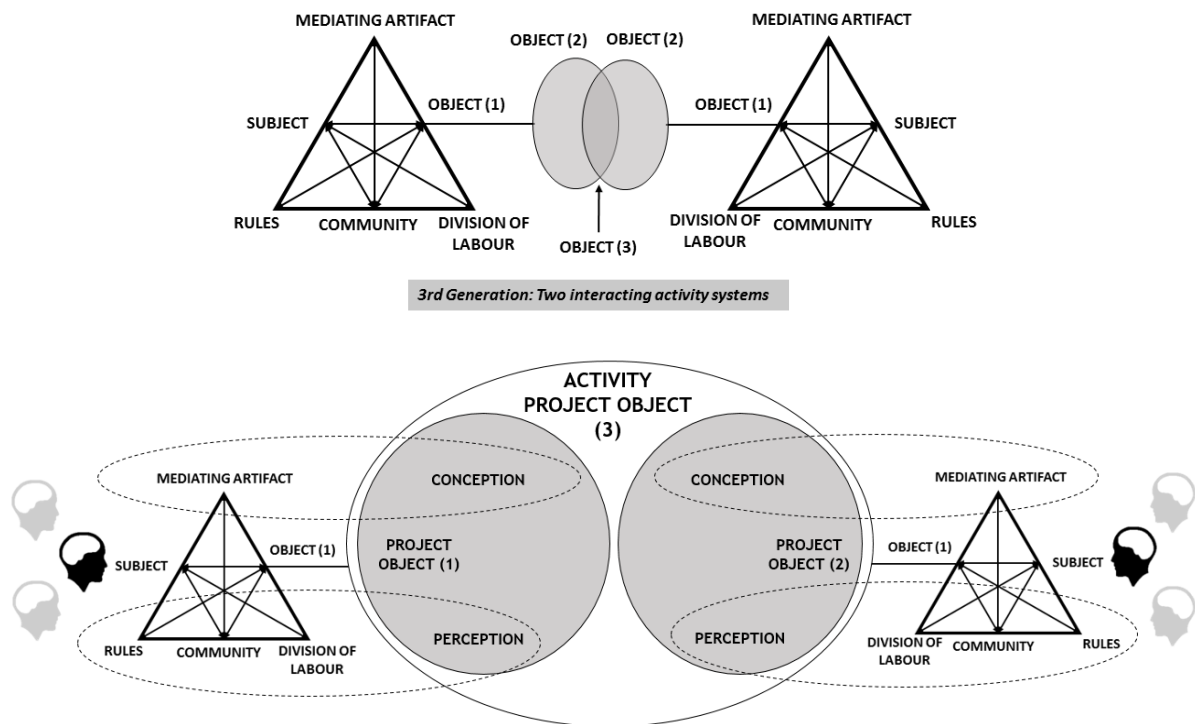 MEDIATING ARTIFACT
MEDIATING ARTIFACT
OBJECT (2)
OBJECT (2)
OBJECT (1)
OBJECT (1)
SUBJECT
SUBJECT
RULES
COMMUNITY
DIVISION OF
LABOUR
OBJECT (3)
DIVISION OF
LABOUR
COMMUNITY
RULES
3rd Generation: Two interacting activity systems
ACTIVITY
PROJECT OBJECT
(3)
MEDIATING ARTIFACT
CONCEPTION
CONCEPTION
MEDIATING ARTIFACT
SUBJECT
OBJECT (1)
PROJECT
OBJECT (1)
PROJECT
OBJECT (2)
OBJECT (1)
SUBJECT
RULES
COMMUNITY
DIVISION OF
LABOUR
PERCEPTION
PERCEPTION
DIVISION OF
LABOUR
COMMUNITY
RULES